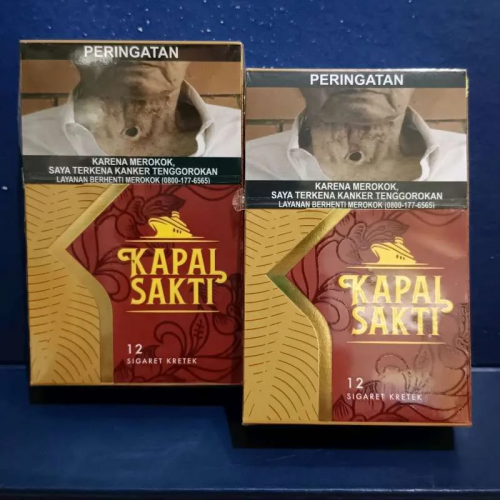 PERINGATAN
KARENA MEROKOK,
SAYA TERKENA KANKER TENGGOROKAN
LAYANAN BERHENTI MEROKOK (0800-177-6565)
KAPAL
SAKTI
12
SIGARET KRETEK
PERINGATAN
KARENA MEROKOK,
SAYA TERKENA KANKER TENGGOROKAN
LAYANAN BERHENTI MEROKOK (0800-177-6565)
KAPAL
SAKTI
12
SIGARET KRETEK